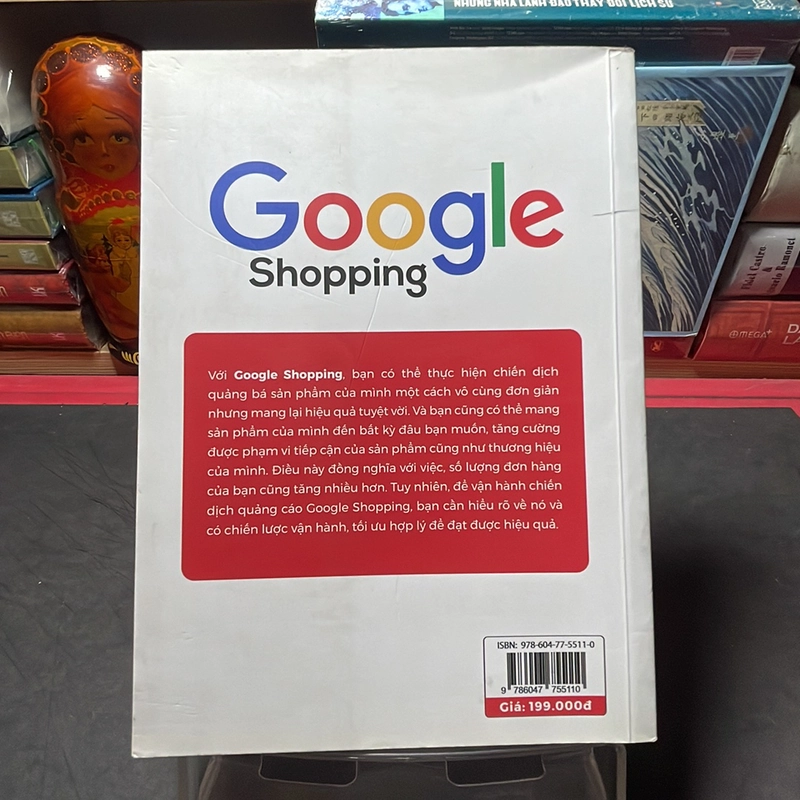 NHỮNG NHÀ LÃNH ĐẠO THAY ĐỔI LỊCH SỬ
Google
Shopping
Với Google Shopping, bạn có thể thực hiện chiến dịch
quảng bá sản phẩm của mình một cách vô cùng đơn giản
nhưng mang lại hiệu quả tuyệt vời. Và bạn cũng có thể mang
sản phẩm của mình đến bất kỳ đâu bạn muốn, tăng cường
được phạm vi tiếp cận của sản phẩm cũng như thương hiệu
của mình. Điều này đồng nghĩa với việc, số lượng đơn hàng
của bạn cũng tăng nhiều hơn. Tuy nhiên, để vận hành chiến
dịch quảng cáo Google Shopping, bạn cần hiểu rõ về nó và
có chiến lược vận hành, tối ưu hợp lý để đạt được hiệu quả.
ISBN: 978-604-77-5511-0
9 786047 755110
Giá: 199.000đ
Fidel Castro
&
Ramonet
OMEGA+